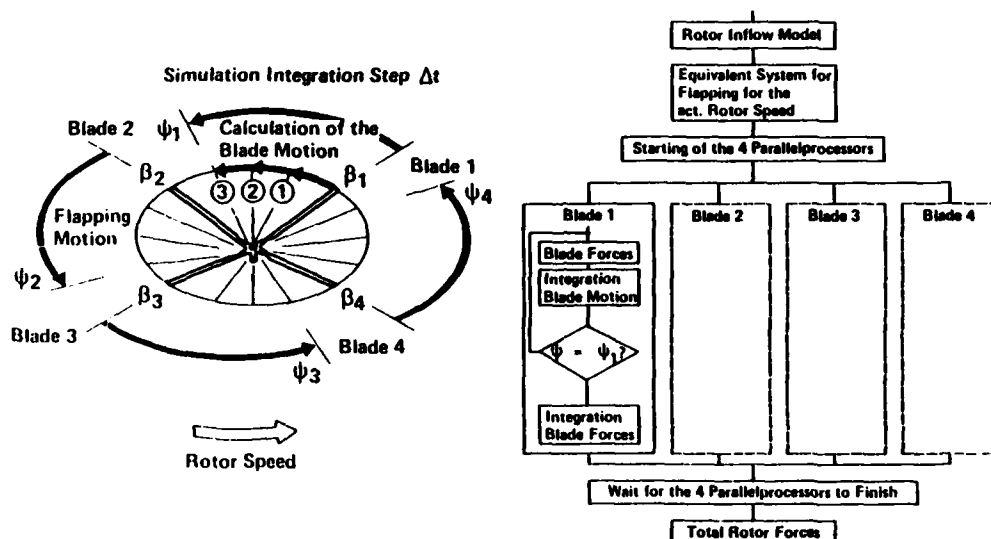 Simulation Integration Step Δt
Blade 2
ψ1
Calculation of the
Blade Motion
Blade 1
β2
β1
ψ4
3 2 1
Flapping
Motion
ψ2
β3
β4
Blade 3
Blade 4
ψ3
Rotor Speed
Rotor Inflow Model
Equivalent System for
Flapping for the
act. Rotor Speed
Starting of the 4 Parallelprocessors
Blade 1
Blade 2
Blade 3
Blade 4
Blade Forces
Integration
Blade Motion
ψ = ψ1?
Integration
Blade Forces
Wait for the 4 Parallelprocessors to Finish
Total Rotor Forces